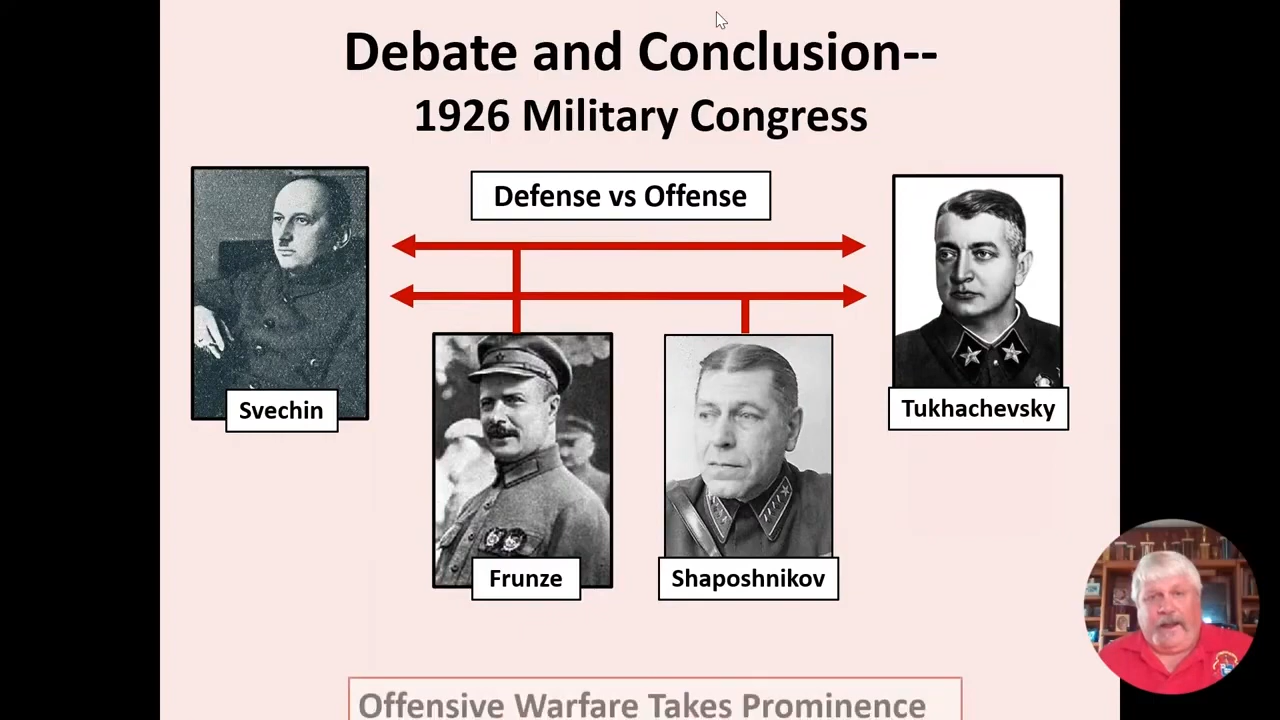 Debate and Conclusion--
1926 Military Congress
Defense vs Offense
Svechin
Tukhachevsky
Frunze
Shaposhnikov
Offensive Warfare Takes Prominence